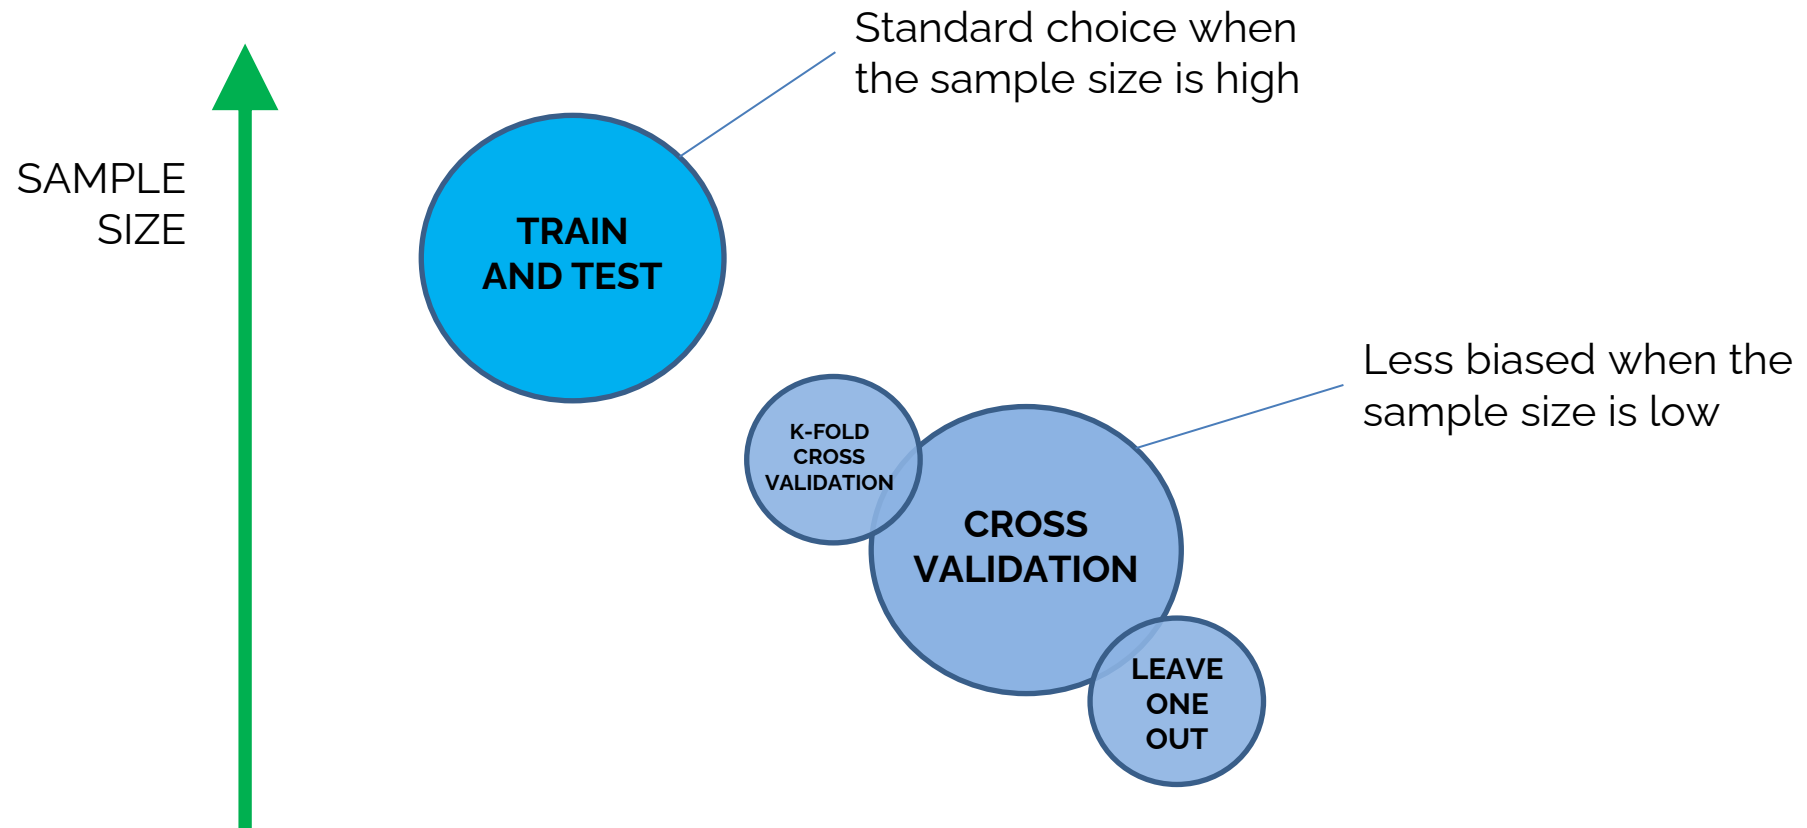 Standard choice when
the sample size is high
SAMPLE
SIZE
TRAIN
AND TEST
Less biased when the
sample size is low
K-FOLD
CROSS
VALIDATION
CROSS
VALIDATION
LEAVE
ONE
OUT